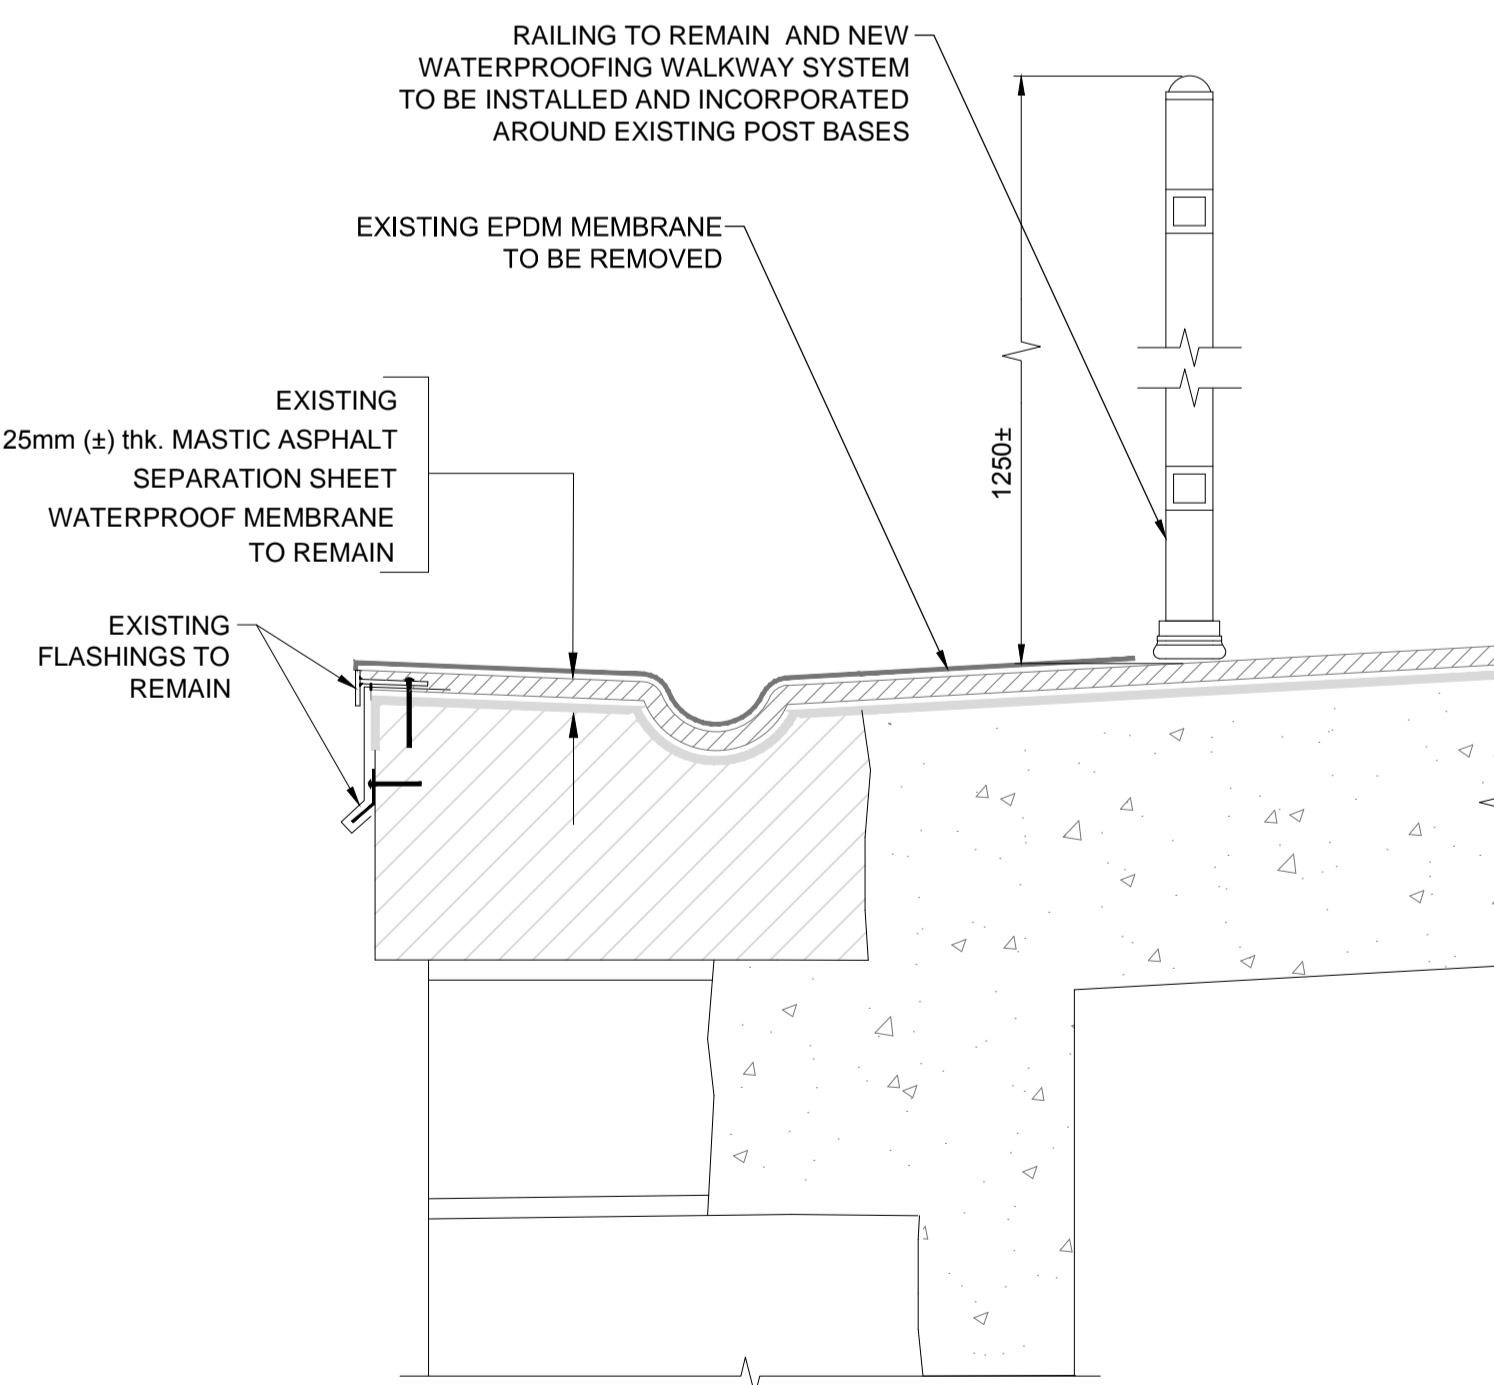 RAILING TO REMAIN AND NEW
WATERPROOFING WALKWAY SYSTEM
TO BE INSTALLED AND INCORPORATED
AROUND EXISTING POST BASES
EXISTING EPDM MEMBRANE
TO BE REMOVED
EXISTING
25mm (±) thk. MASTIC ASPHALT
SEPARATION SHEET
WATERPROOF MEMBRANE
TO REMAIN
1250±
EXISTING
FLASHINGS TO
REMAIN